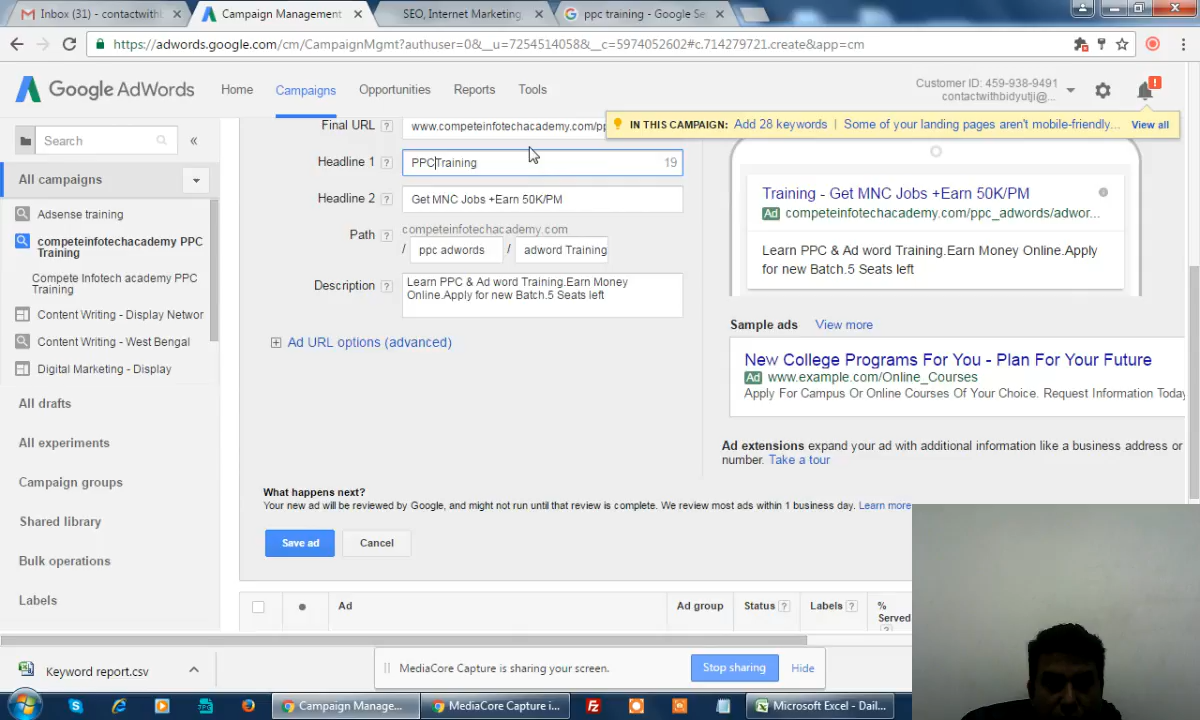 Inbox (31) - contactwithb
Campaign Management
SEO, Internet Marketing
ppc training - Google Se
https://adwords.google.com/cm/CampaignMgmt?authuser=0&__u=7254514058&__c=5974052602#c.714279721.create&app=cm
Google AdWords
Home
Campaigns
Opportunities
Reports
Tools
Customer ID: 459-938-9491
contactwithbidyutji@...
!
IN THIS CAMPAIGN: Add 28 keywords | Some of your landing pages aren't mobile-friendly... View all
Search
«
All campaigns
Adsense training
competeinfotechacademy PPC
Training
Compete Infotech academy PPC
Training
Content Writing - Display Networ
Content Writing - West Bengal
Digital Marketing - Display
All drafts
All experiments
Campaign groups
Shared library
Bulk operations
Labels
Final URL ? www.competeinfotechacademy.com/pp
Headline 1 ? PPCTraining 19
Headline 2 ? Get MNC Jobs +Earn 50K/PM
Path ? competeinfotechacademy.com
/ ppc adwords / adword Training
Description ? Learn PPC & Ad word Training.Earn Money
Online.Apply for new Batch.5 Seats left
Ad URL options (advanced)
Training - Get MNC Jobs +Earn 50K/PM
Ad competeinfotechacademy.com/ppc_adwords/adwor...
Learn PPC & Ad word Training.Earn Money Online.Apply
for new Batch.5 Seats left
Sample ads View more
New College Programs For You - Plan For Your Future
Ad www.example.com/Online_Courses
Apply For Campus Or Online Courses Of Your Choice. Request Information Today
Ad extensions expand your ad with additional information like a business address or
number. Take a tour
What happens next?
Your new ad will be reviewed by Google, and might not run until that review is complete. We review most ads within 1 business day. Learn more
Save ad
Cancel
Ad
Ad group
Status ?
Labels ?
%
Served
?
Keyword report.csv
MediaCore Capture is sharing your screen.
Stop sharing
Hide
Campaign Manage...
MediaCore Capture i...
Microsoft Excel - Dail...